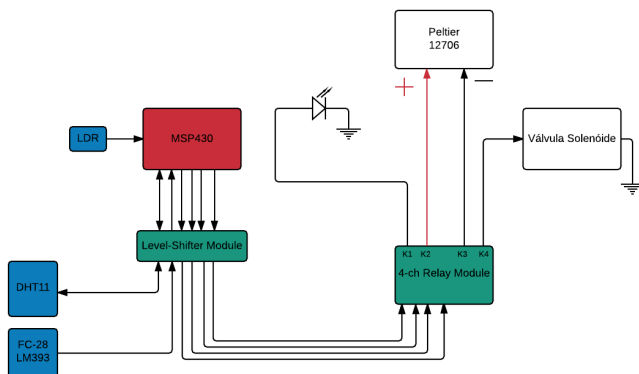 Peltier
12706
+
−
LDR
MSP430
Válvula Solenóide
Level-Shifter Module
K1 K2 K3 K4
4-ch Relay Module
DHT11
FC-28
LM393